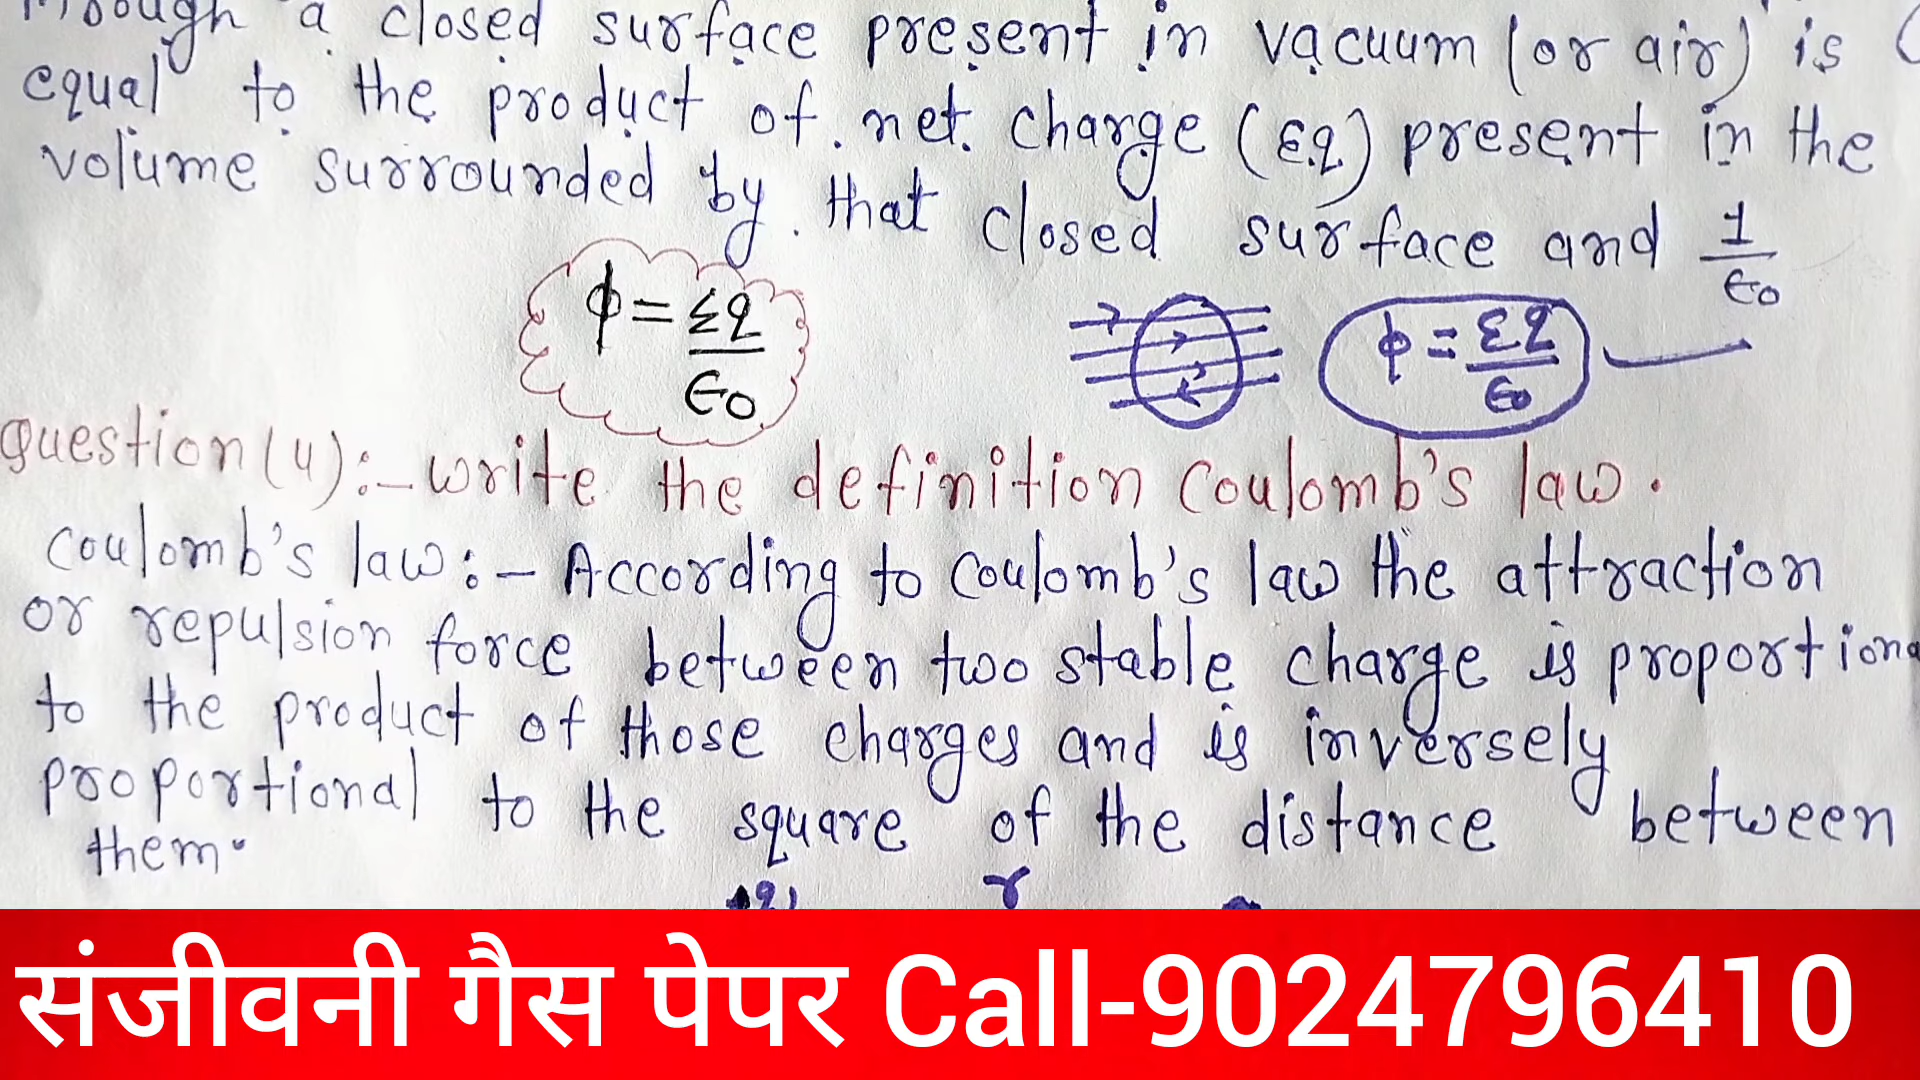 through a closed surface present in vacuum (or air) is
equal to the product of net charge (Σq) present in the
volume surrounded by that closed surface and 1/ϵ0
ϕ = Σq/ϵ0
ϕ = Σq/ϵ0
Question (4):- write the definition Coulomb's law.
Coulomb's law:- According to Coulomb's law the attraction
or repulsion force between two stable charge is proportiona
to the product of those charges and is inversely
proportional to the square of the distance between
them.
r
संजीवनी गैस पेपर Call-9024796410